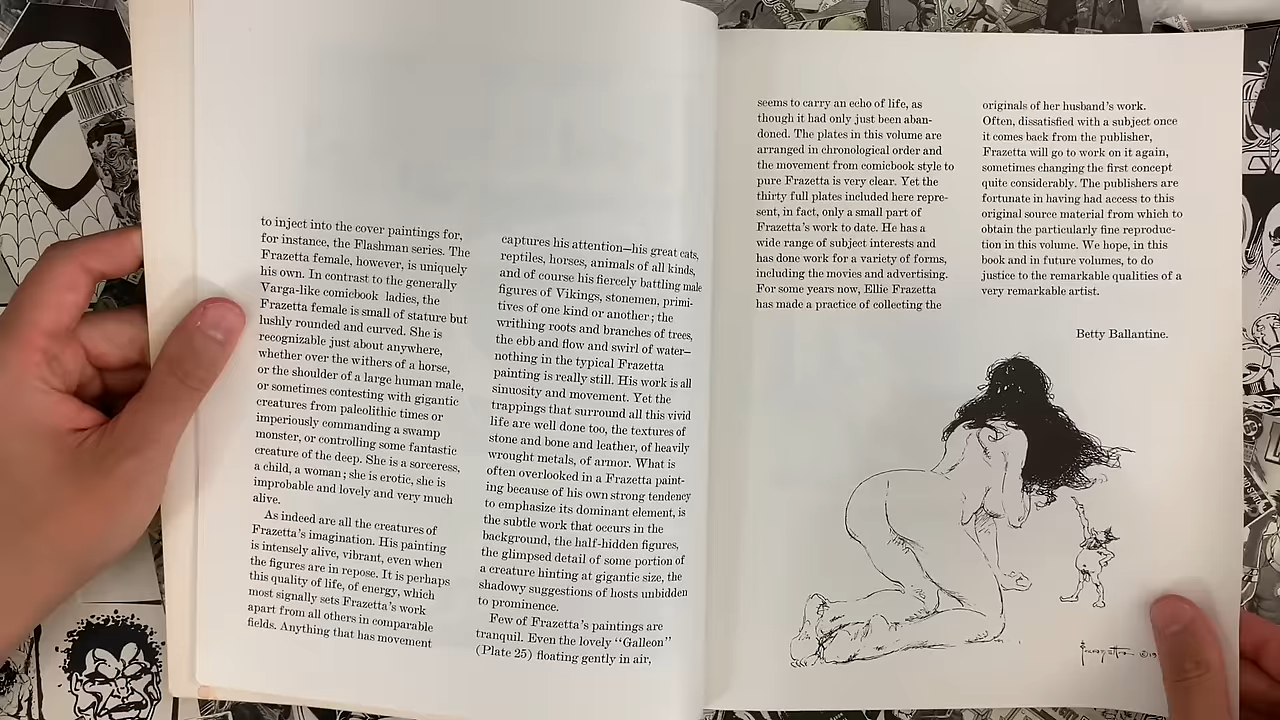 to inject into the cover paintings for,
for instance, the Flashman series. The
Frazetta female, however, is uniquely
his own. In contrast to the generally
Varga-like comicbook ladies, the
Frazetta female is small of stature but
lushly rounded and curved. She is
recognizable just about anywhere,
whether over the withers of a horse,
or the shoulder of a large human male,
or sometimes contesting with gigantic
creatures from paleolithic times or
imperiously commanding a swamp
monster, or controlling some fantastic
creature of the deep. She is a sorceress,
a child, a woman; she is erotic, she is
improbable and lovely and very much
alive.
As indeed are all the creatures of
Frazetta's imagination. His painting
is intensely alive, vibrant, even when
the figures are in repose. It is perhaps
this quality of life, of energy, which
most signally sets Frazetta's work
apart from all others in comparable
fields. Anything that has movement
captures his attention—his great cats,
reptiles, horses, animals of all kinds,
and of course his fiercely battling male
figures of Vikings, stonemen, primi-
tives of one kind or another; the
writhing roots and branches of trees,
the ebb and flow and swirl of water—
nothing in the typical Frazetta
painting is really still. His work is all
sinuosity and movement. Yet the
trappings that surround all this vivid
life are well done too, the textures of
stone and bone and leather, of heavily
wrought metals, of armor. What is
often overlooked in a Frazetta paint-
ing because of his own strong tendency
to emphasize its dominant element, is
the subtle work that occurs in the
background, the half-hidden figures,
the glimpsed detail of some portion of
a creature hinting at gigantic size, the
shadowy suggestions of hosts unbidden
to prominence.
Few of Frazetta's paintings are
tranquil. Even the lovely "Galleon"
(Plate 25) floating gently in air,
seems to carry an echo of life, as
though it had only just been aban-
doned. The plates in this volume are
arranged in chronological order and
the movement from comicbook style to
pure Frazetta is very clear. Yet the
thirty full plates included here repre-
sent, in fact, only a small part of
Frazetta's work to date. He has a
wide range of subject interests and
has done work for a variety of forms,
including the movies and advertising.
For some years now, Ellie Frazetta
has made a practice of collecting the
originals of her husband's work.
Often, dissatisfied with a subject once
it comes back from the publisher,
Frazetta will go to work on it again,
sometimes changing the first concept
quite considerably. The publishers are
fortunate in having had access to this
original source material from which to
obtain the particularly fine reproduc-
tion in this volume. We hope, in this
book and in future volumes, to do
justice to the remarkable qualities of a
very remarkable artist.
Betty Ballantine.
Frazetta ©19